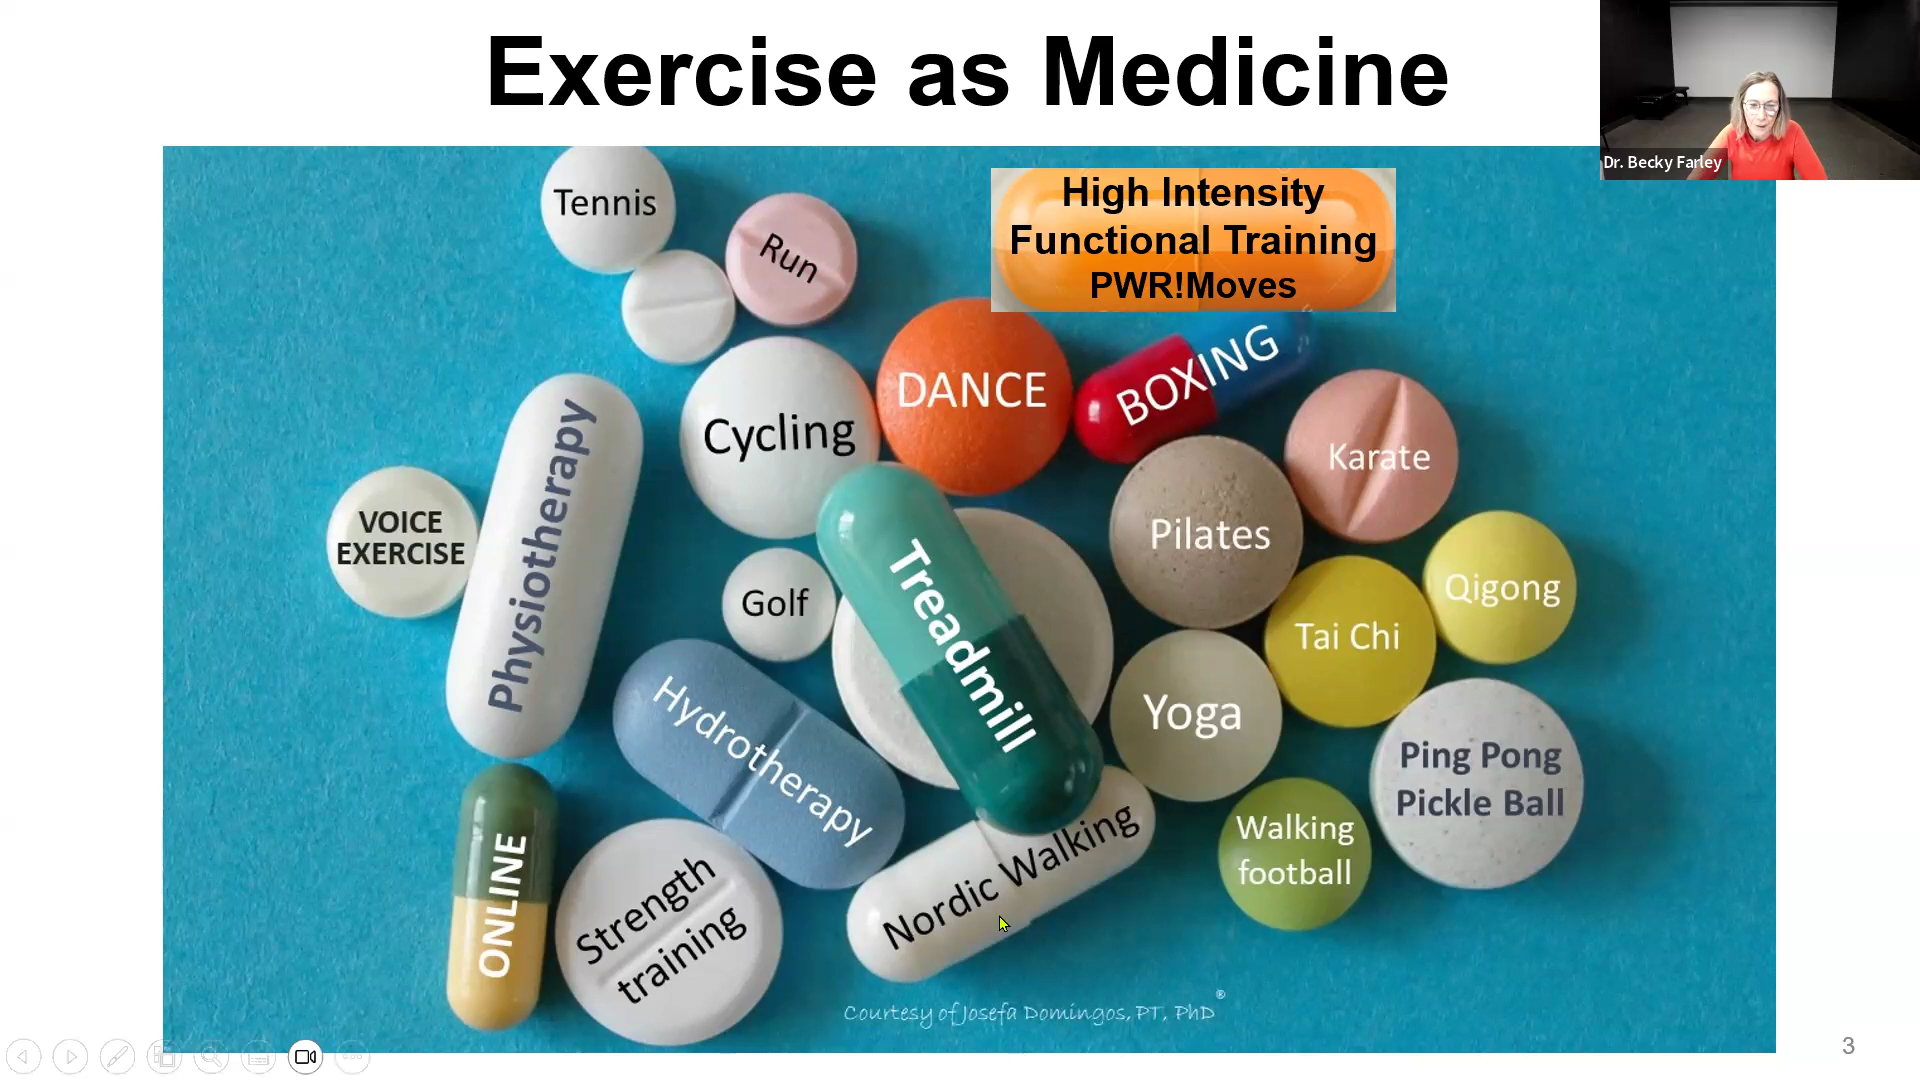 Exercise as Medicine
Dr. Becky Farley
Tennis
Run
High Intensity
Functional Training
PWR!Moves
DANCE
BOXING
Cycling
Physiotherapy
Karate
VOICE
EXERCISE
Pilates
Treadmill
Golf
Qigong
Tai Chi
Hydrotherapy
Yoga
Ping Pong
Pickle Ball
Walking
football
ONLINE
Strength
training
Nordic Walking
Courtesy of Josefa Domingos, PT, PhD®
3